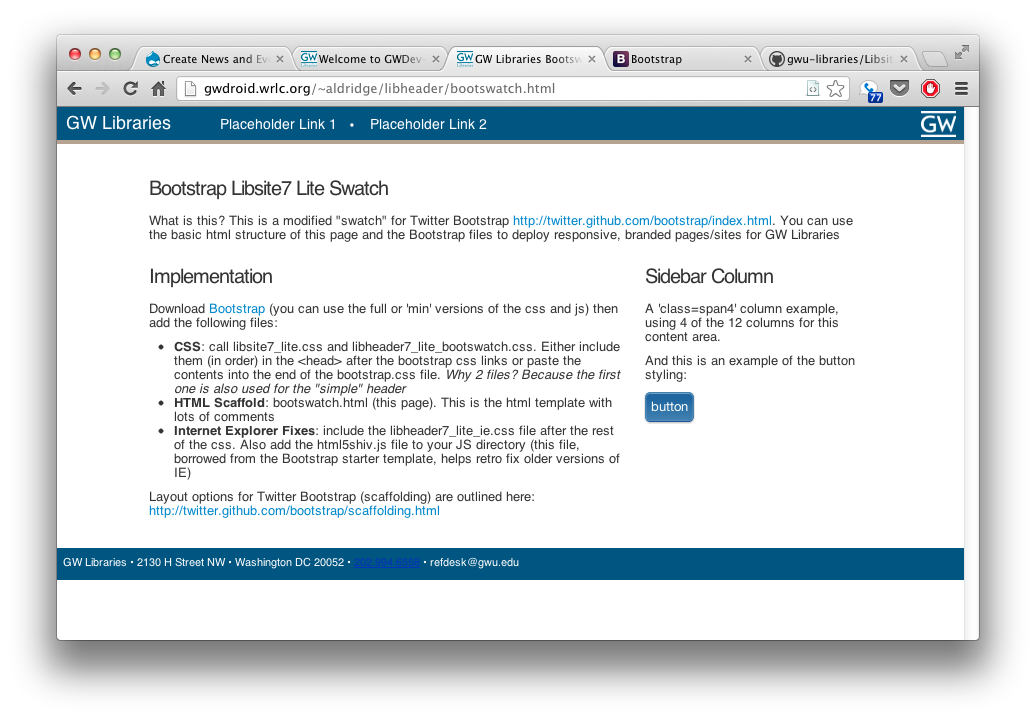 Create News and Ev
Welcome to GWDev
GW Libraries Bootsw
Bootstrap
gwu-libraries/Libsit
gwdroid.wrlc.org/~aldridge/libheader/bootswatch.html
77
GW Libraries Placeholder Link 1 • Placeholder Link 2 GW
Bootstrap Libsite7 Lite Swatch
What is this? This is a modified "swatch" for Twitter Bootstrap http://twitter.github.com/bootstrap/index.html. You can use
the basic html structure of this page and the Bootstrap files to deploy responsive, branded pages/sites for GW Libraries
Implementation
Download Bootstrap (you can use the full or 'min' versions of the css and js) then
add the following files:
• CSS: call libsite7_lite.css and libheader7_lite_bootswatch.css. Either include
them (in order) in the <head> after the bootstrap css links or paste the
contents into the end of the bootstrap.css file. Why 2 files? Because the first
one is also used for the "simple" header
• HTML Scaffold: bootswatch.html (this page). This is the html template with
lots of comments
• Internet Explorer Fixes: include the libheader7_lite_ie.css file after the rest
of the css. Also add the html5shiv.js file to your JS directory (this file,
borrowed from the Bootstrap starter template, helps retro fix older versions of
IE)
Layout options for Twitter Bootstrap (scaffolding) are outlined here:
http://twitter.github.com/bootstrap/scaffolding.html
Sidebar Column
A 'class=span4' column example,
using 4 of the 12 columns for this
content area.
And this is an example of the button
styling:
button
GW Libraries • 2130 H Street NW • Washington DC 20052 • 202.994.6558 • refdesk@gwu.edu